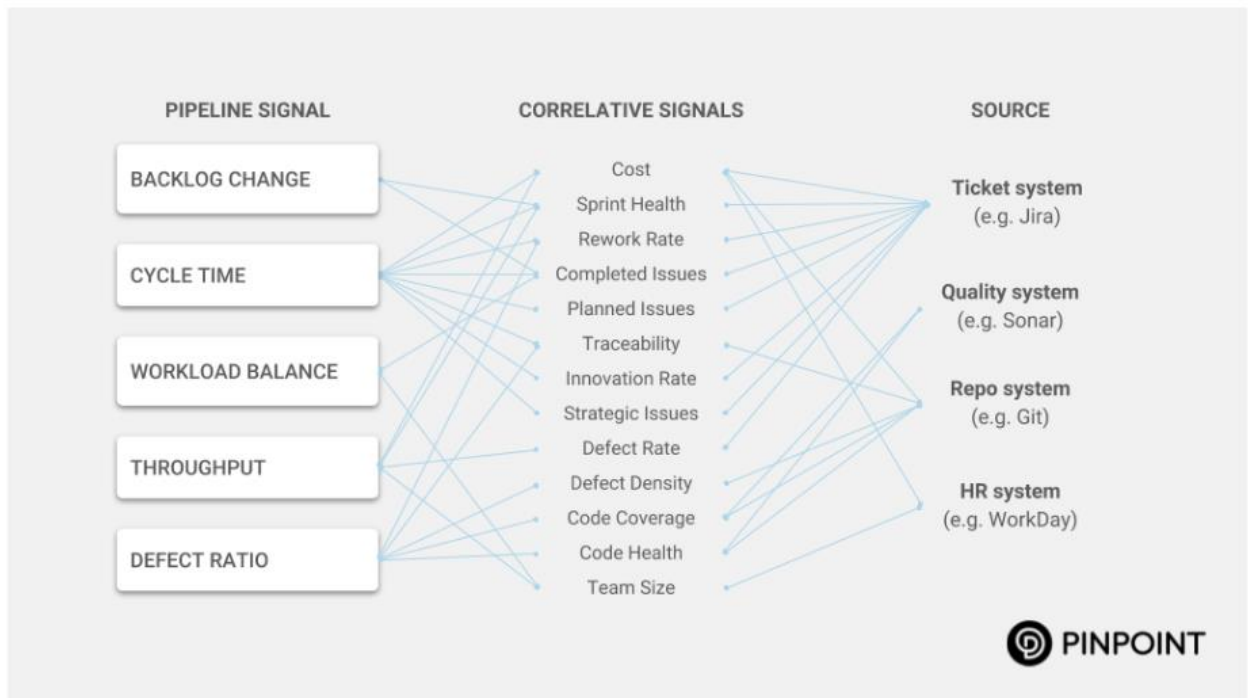 PIPELINE SIGNAL
BACKLOG CHANGE
CYCLE TIME
WORKLOAD BALANCE
THROUGHPUT
DEFECT RATIO
CORRELATIVE SIGNALS
Cost
Sprint Health
Rework Rate
Completed Issues
Planned Issues
Traceability
Innovation Rate
Strategic Issues
Defect Rate
Defect Density
Code Coverage
Code Health
Team Size
SOURCE
Ticket system
(e.g. Jira)
Quality system
(e.g. Sonar)
Repo system
(e.g. Git)
HR system
(e.g. WorkDay)
PINPOINT